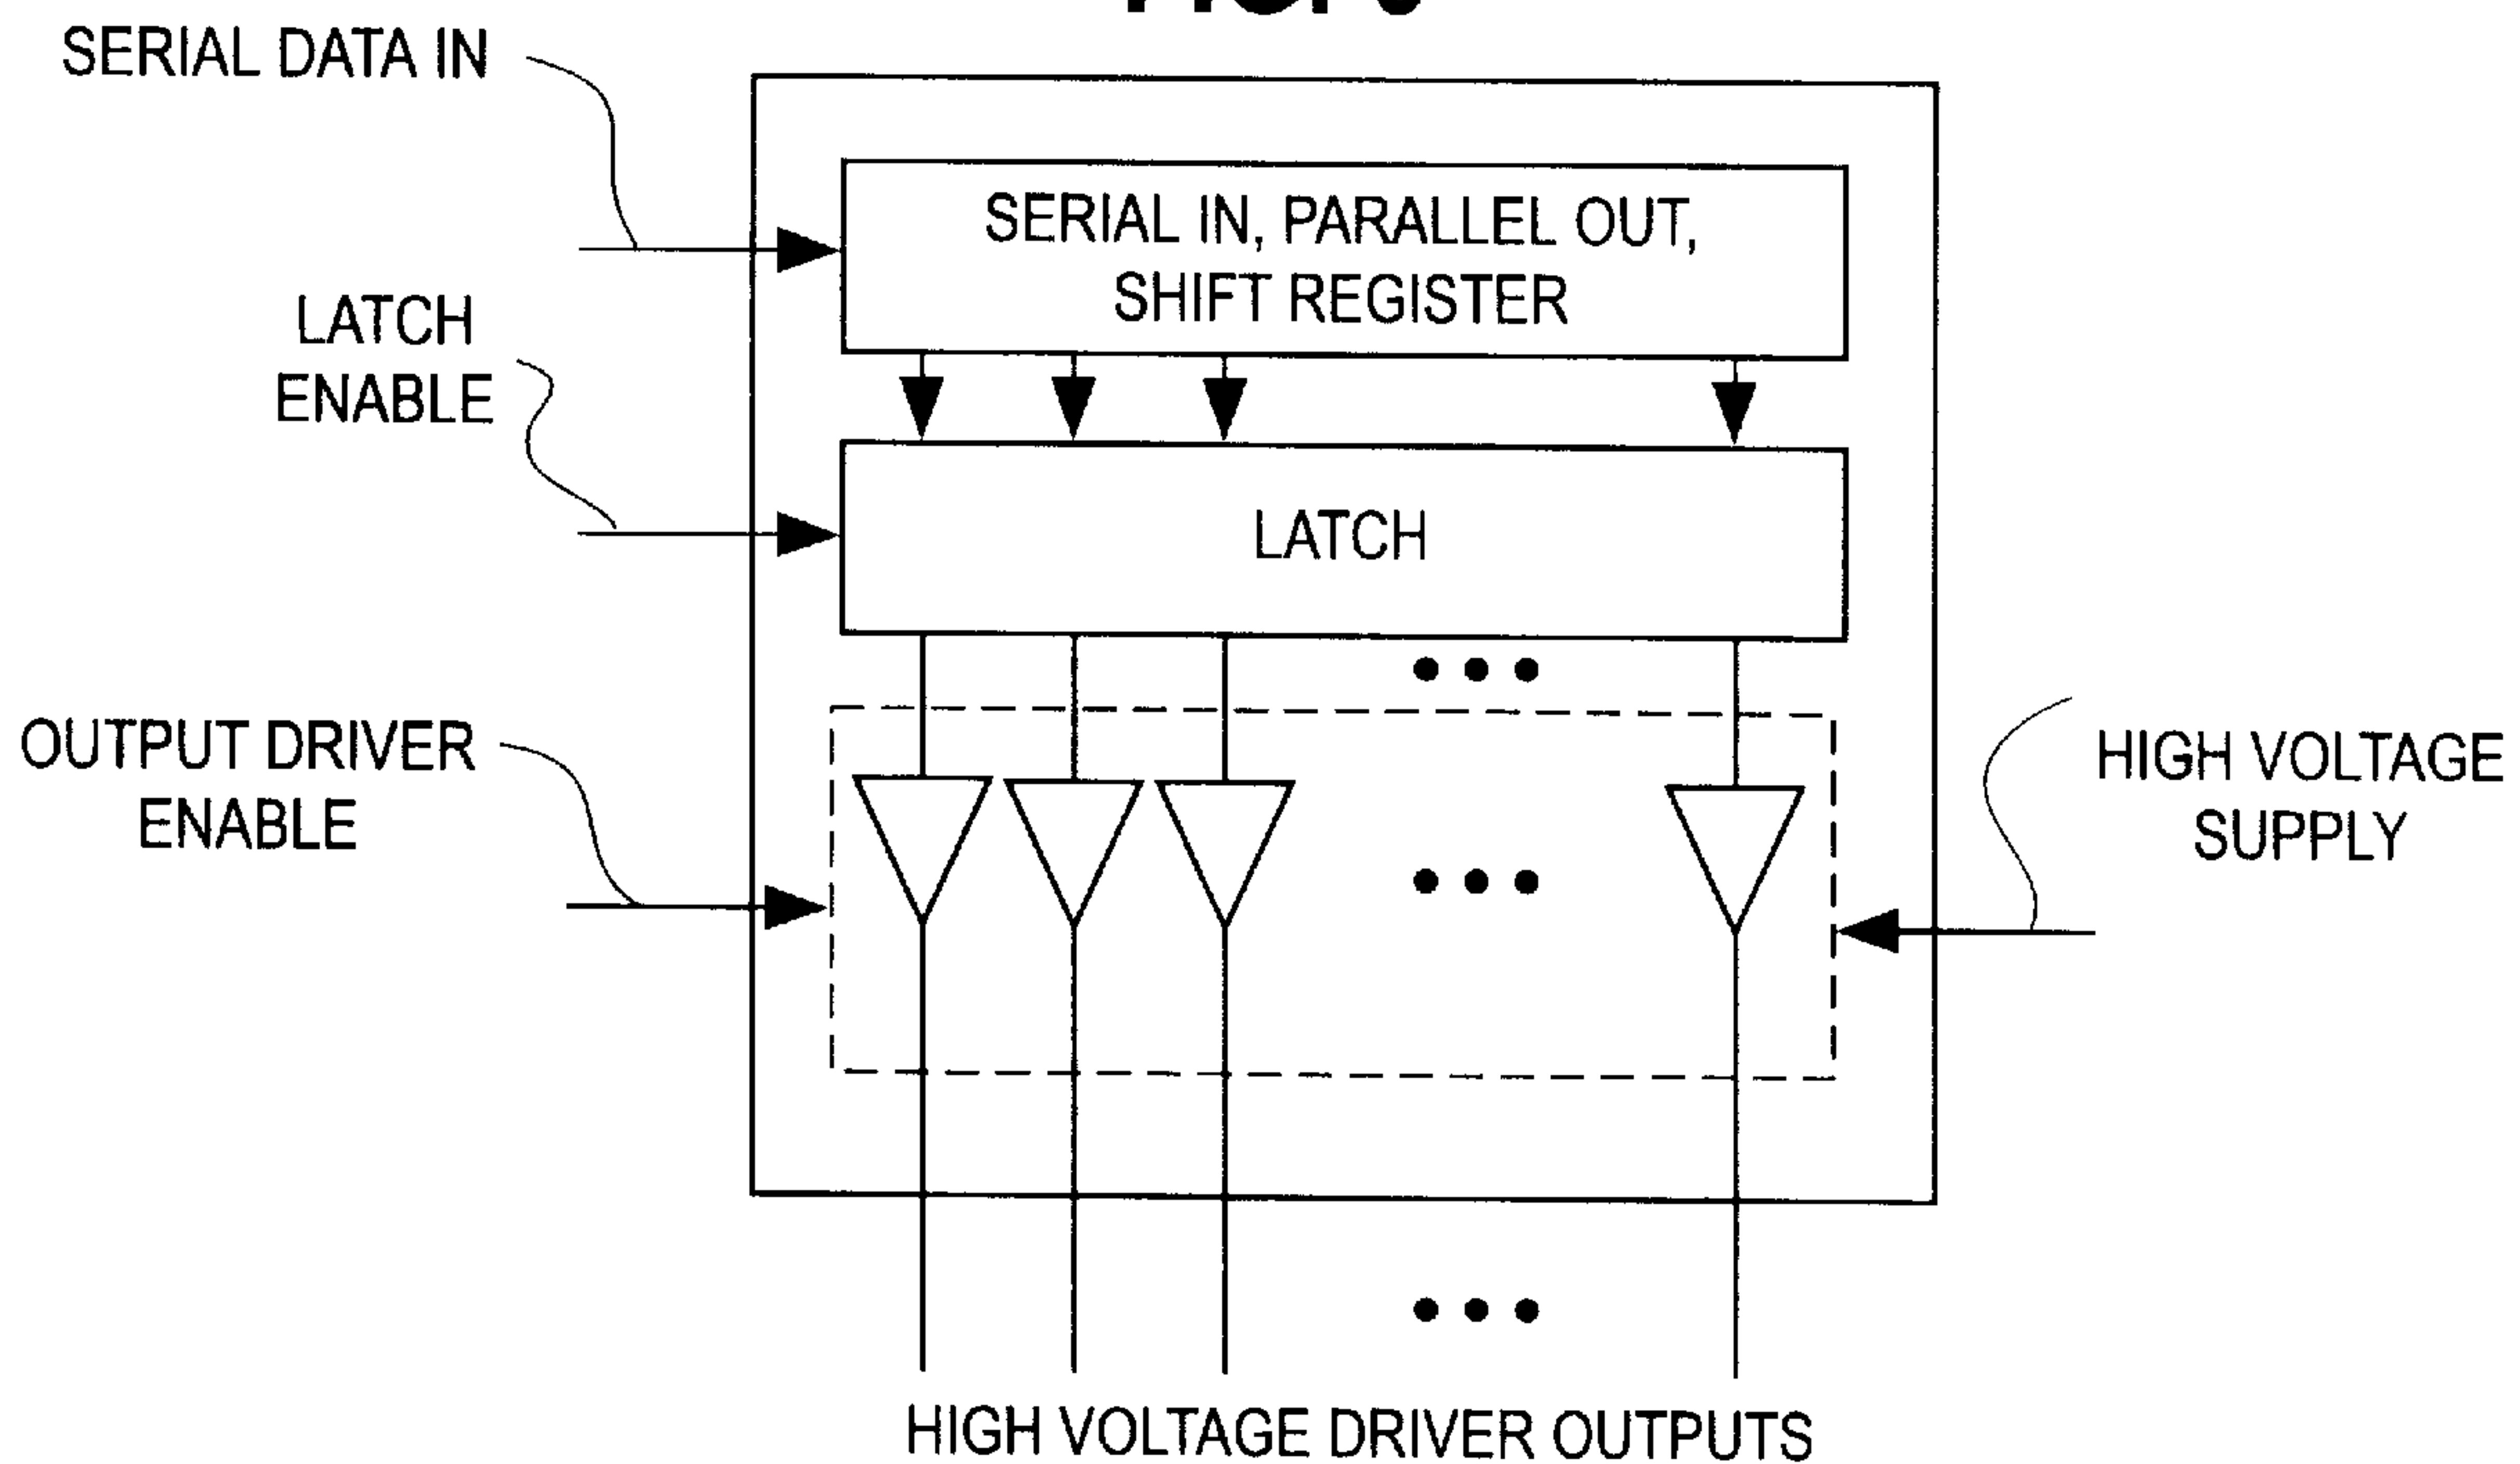 SERIAL DATA IN
SERIAL IN, PARALLEL OUT,
SHIFT REGISTER
LATCH
ENABLE
LATCH
OUTPUT DRIVER
ENABLE
HIGH VOLTAGE
SUPPLY
HIGH VOLTAGE DRIVER OUTPUTS